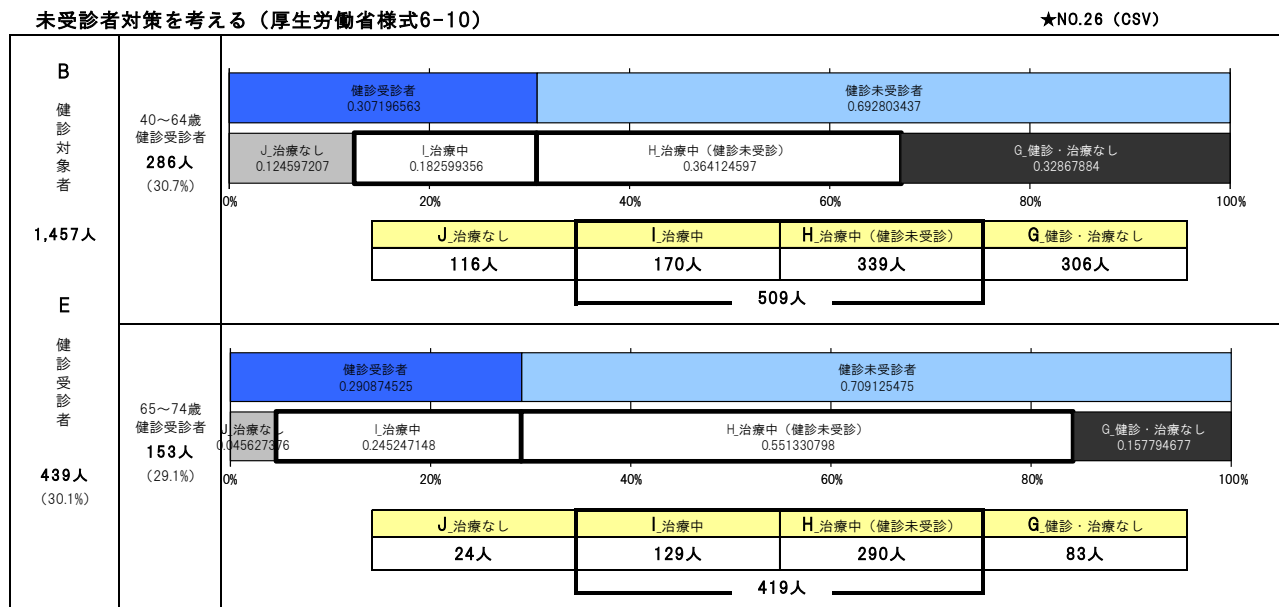 未受診者対策を考える（厚生労働省様式6-10）
★NO.26（CSV）
B
健診対象者
1,457人
E
健診受診者
439人
(30.1%)
40～64歳
健診受診者
286人
(30.7%)
健診受診者
0.307196563
健診未受診者
0.692803437
J_治療なし
0.124597207
I_治療中
0.182599356
H_治療中（健診未受診）
0.364124597
G_健診・治療なし
0.32867884
0% 20% 40% 60% 80% 100%
J_治療なし I_治療中 H_治療中（健診未受診） G_健診・治療なし
116人 170人 339人 306人
509人
65～74歳
健診受診者
153人
(29.1%)
健診受診者
0.290874525
健診未受診者
0.709125475
J_治療なし
0.045627376
I_治療中
0.245247148
H_治療中（健診未受診）
0.551330798
G_健診・治療なし
0.157794677
0% 20% 40% 60% 80% 100%
J_治療なし I_治療中 H_治療中（健診未受診） G_健診・治療なし
24人 129人 290人 83人
419人